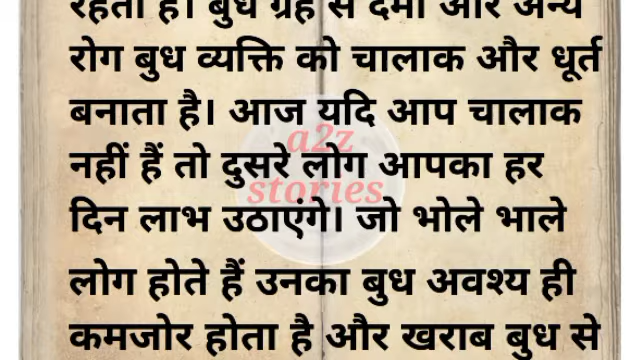 रहता है। बुध ग्रह से दमा और अन्य
रोग बुध व्यक्ति को चालाक और धूर्त
बनाता है। आज यदि आप चालाक
a2z
नहीं हैं तो दुसरे लोग आपका हर
stories
दिन लाभ उठाएंगे। जो भोले भाले
लोग होते हैं उनका बुध अवश्य ही
कमजोर होता है और खराब बुध से